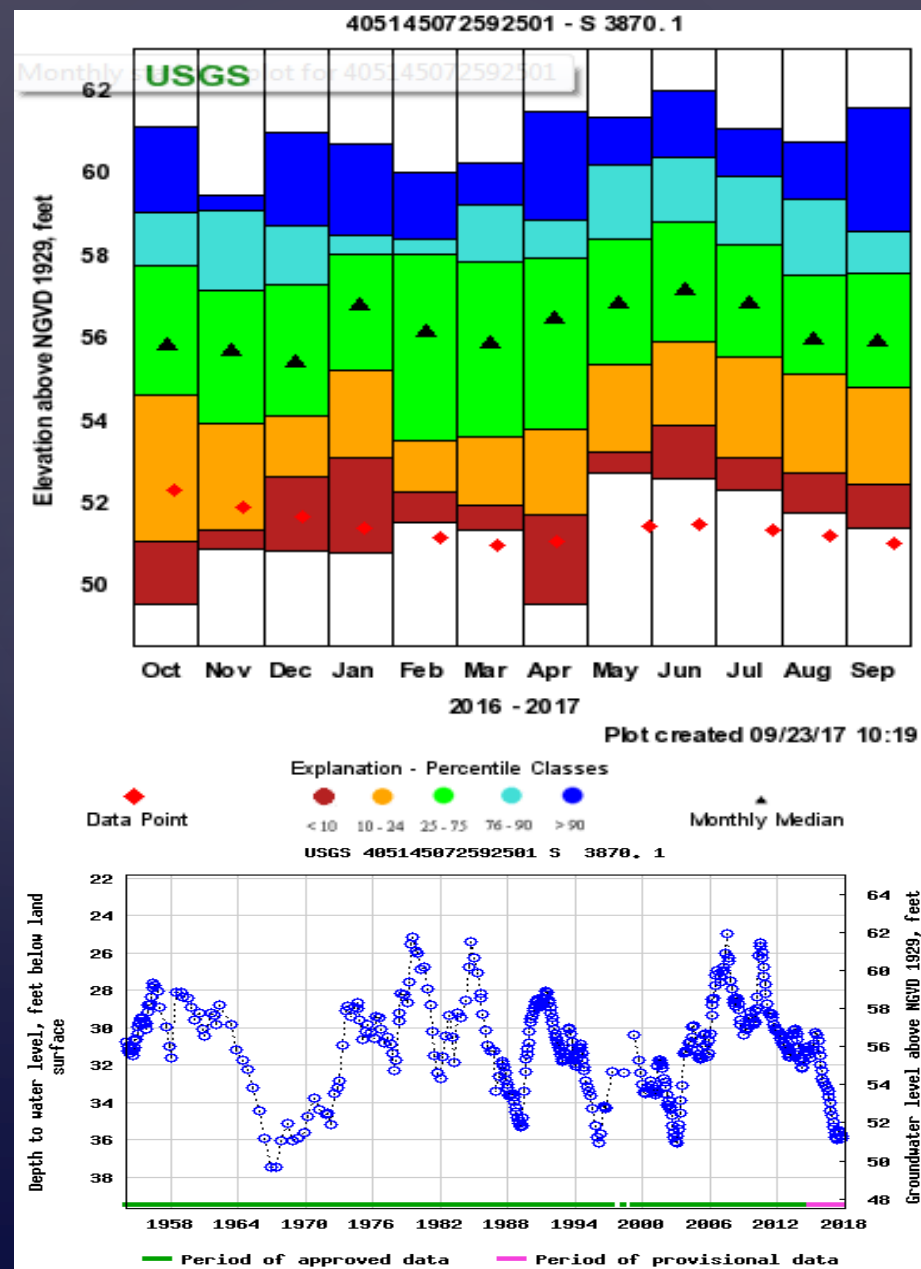 405145072592501 - S 3870. 1
Monthly st plot for 405145072592501
USGS
62
60
58
56
54
52
50
Elevation above NGVD 1929, feet
Oct Nov Dec Jan Feb Mar Apr May Jun Jul Aug Sep
2016 - 2017
Plot created 09/23/17 10:19
Explanation - Percentile Classes
Data Point
< 10 10 - 24 25 - 75 76 - 90 > 90
Monthly Median
USGS 405145072592501 S 3870. 1
22
24
26
28
30
32
34
36
38
Depth to water level, feet below land
surface
64
62
60
58
56
54
52
50
48
Groundwater level above NGVD 1929, feet
1958 1964 1970 1976 1982 1988 1994 2000 2006 2012 2018
Period of approved data Period of provisional data